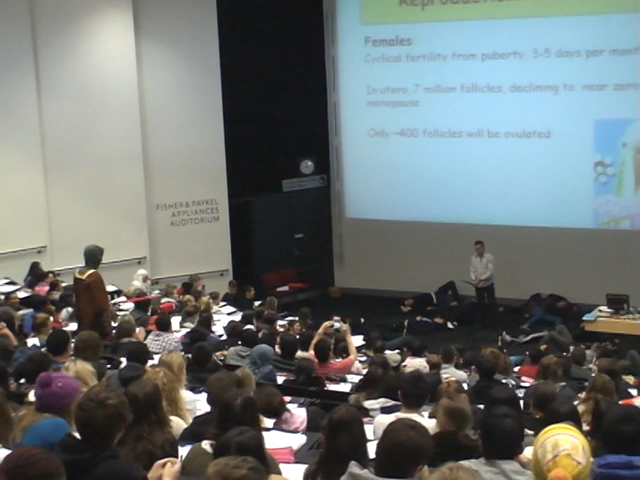 Females
Cyclical fertility from puberty, 3-5 days per month
In utero, 7 million follicles, declining to near zero
menopause
Only ~400 follicles will be ovulated
FISHER & PAYKEL
APPLIANCES
AUDITORIUM